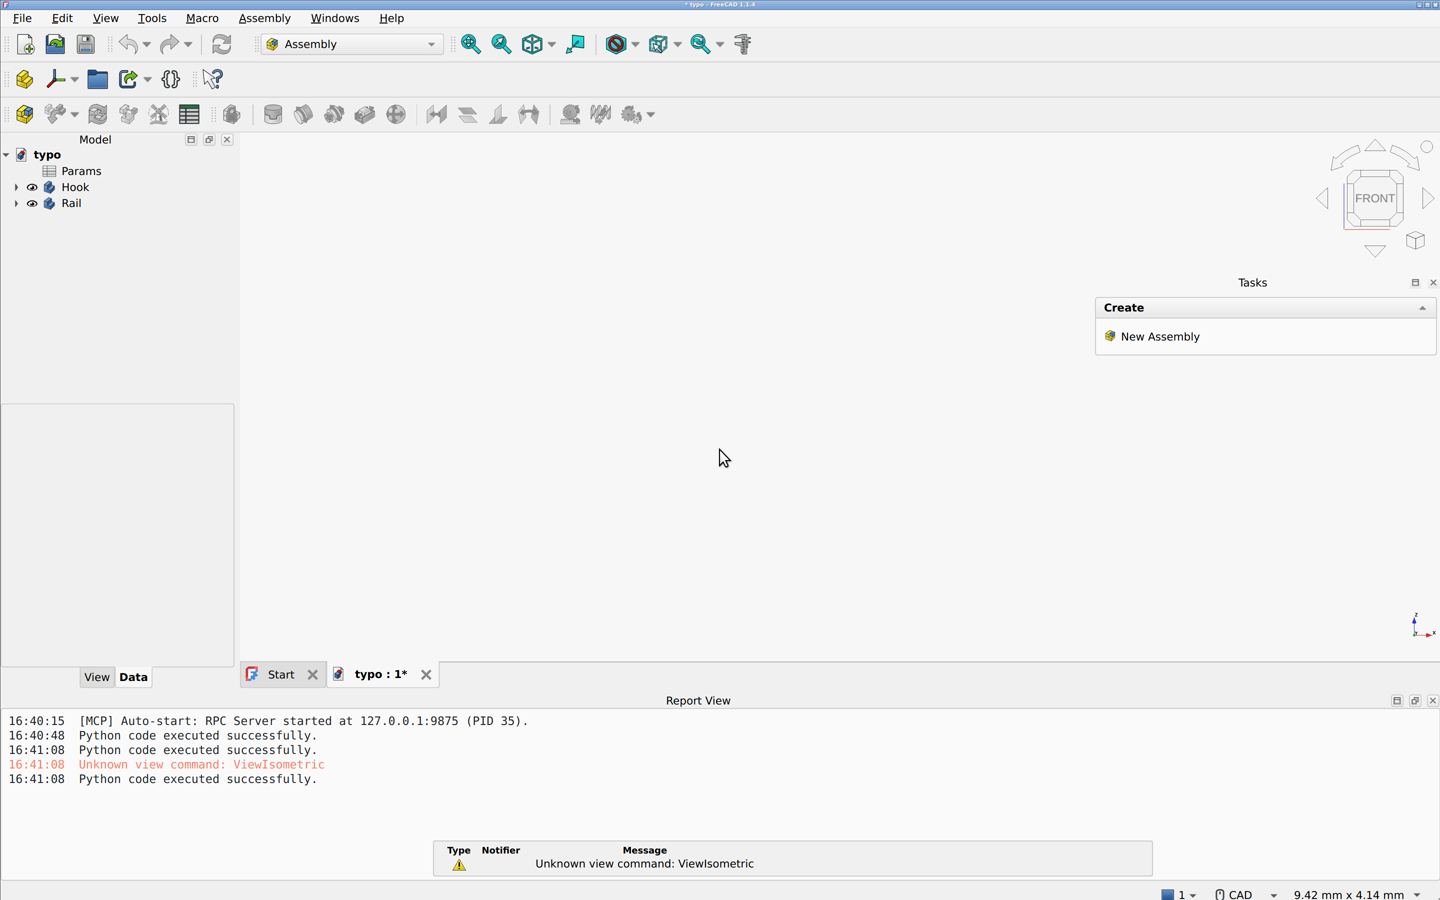 * typo - FreeCAD 1.1.4
File Edit View Tools Macro Assembly Windows Help
Assembly
Model
typo
Params
Hook
Rail
FRONT
Tasks
Create
New Assembly
Z
X
View Data
Start typo : 1*
Report View
16:40:15 [MCP] Auto-start: RPC Server started at 127.0.0.1:9875 (PID 35).
16:40:48 Python code executed successfully.
16:41:08 Python code executed successfully.
16:41:08 Unknown view command: ViewIsometric
16:41:08 Python code executed successfully.
Type Notifier Message
Unknown view command: ViewIsometric
1 CAD 9.42 mm x 4.14 mm